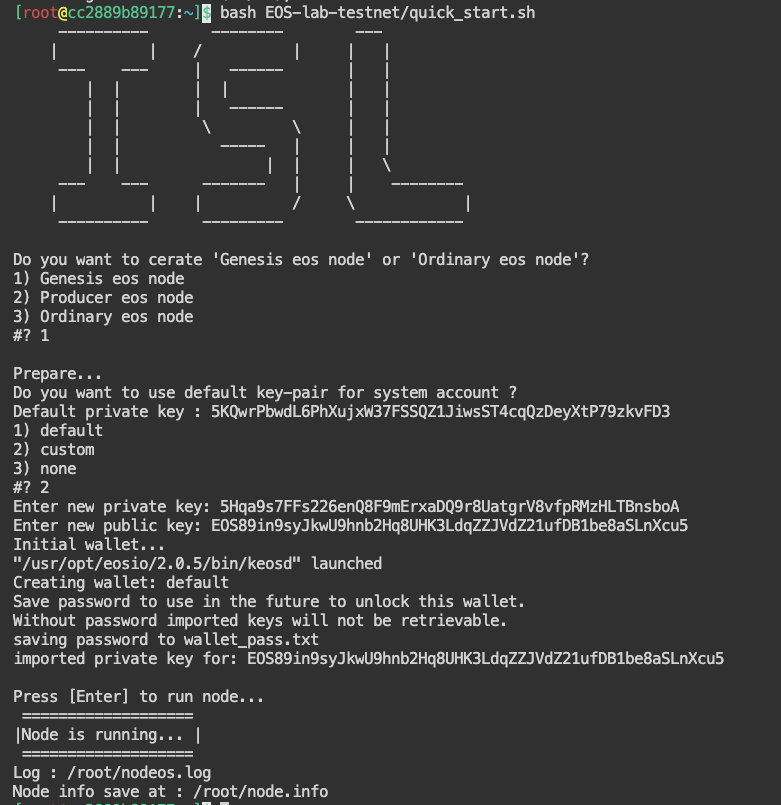 [root@cc2889b89177:~]$ bash EOS-lab-testnet/quick_start.sh
ISL
Do you want to cerate 'Genesis eos node' or 'Ordinary eos node'?
1) Genesis eos node
2) Producer eos node
3) Ordinary eos node
#? 1
Prepare...
Do you want to use default key-pair for system account ?
Default private key : 5KQwrPbwdL6PhXujxW37FSSQZ1JiwsST4cqQzDeyXtP79zkvFD3
1) default
2) custom
3) none
#? 2
Enter new private key: 5Hqa9s7FFs226enQ8F9mErxaDQ9r8UatgrV8vfpRMzHLTBnsboA
Enter new public key: EOS89in9syJkwU9hnb2Hq8UHK3LdqZZJVdZ21ufDB1be8aSLnXcu5
Initial wallet...
"/usr/opt/eosio/2.0.5/bin/keosd" launched
Creating wallet: default
Save password to use in the future to unlock this wallet.
Without password imported keys will not be retrievable.
saving password to wallet_pass.txt
imported private key for: EOS89in9syJkwU9hnb2Hq8UHK3LdqZZJVdZ21ufDB1be8aSLnXcu5
Press [Enter] to run node...
===================
|Node is running... |
===================
Log : /root/nodeos.log
Node info save at : /root/node.info